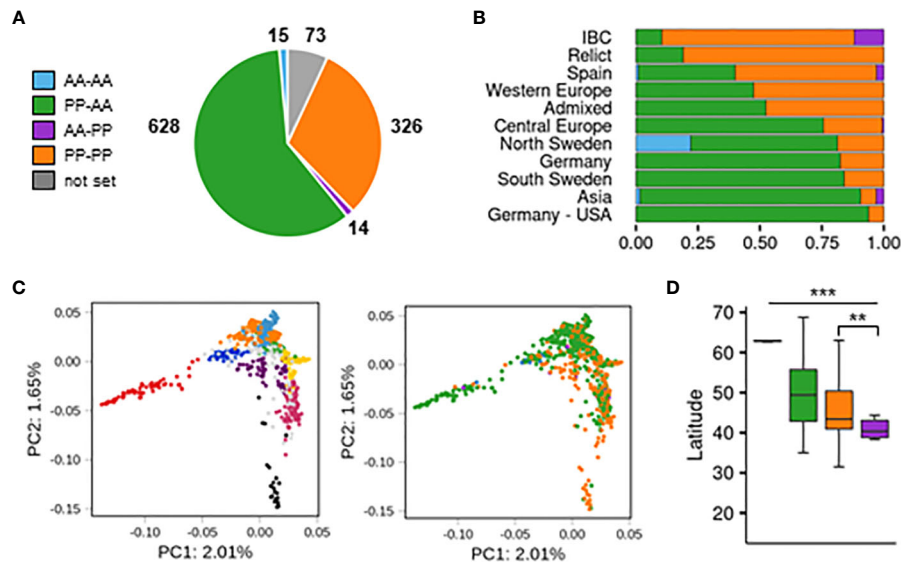 A
15
73
AA-AA
PP-AA
AA-PP
PP-PP
not set
628
326
14
B
IBC
Relict
Spain
Western Europe
Admixed
Central Europe
North Sweden
Germany
South Sweden
Asia
Germany - USA
0.00 0.25 0.50 0.75 1.00
C
0.05
0.00
-0.05
-0.10
-0.15
PC2: 1.65%
-0.10 -0.05 0.00 0.05
PC1: 2.01%
0.05
0.00
-0.05
-0.10
-0.15
PC2: 1.65%
-0.10 -0.05 0.00 0.05
PC1: 2.01%
D
***
**
70
60
50
40
30
20
Latitude